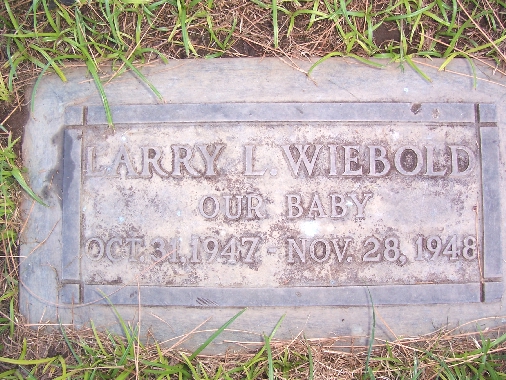 LARRY L. WIEBOLD
OUR BABY
OCT. 31, 1947 - NOV. 28, 1948